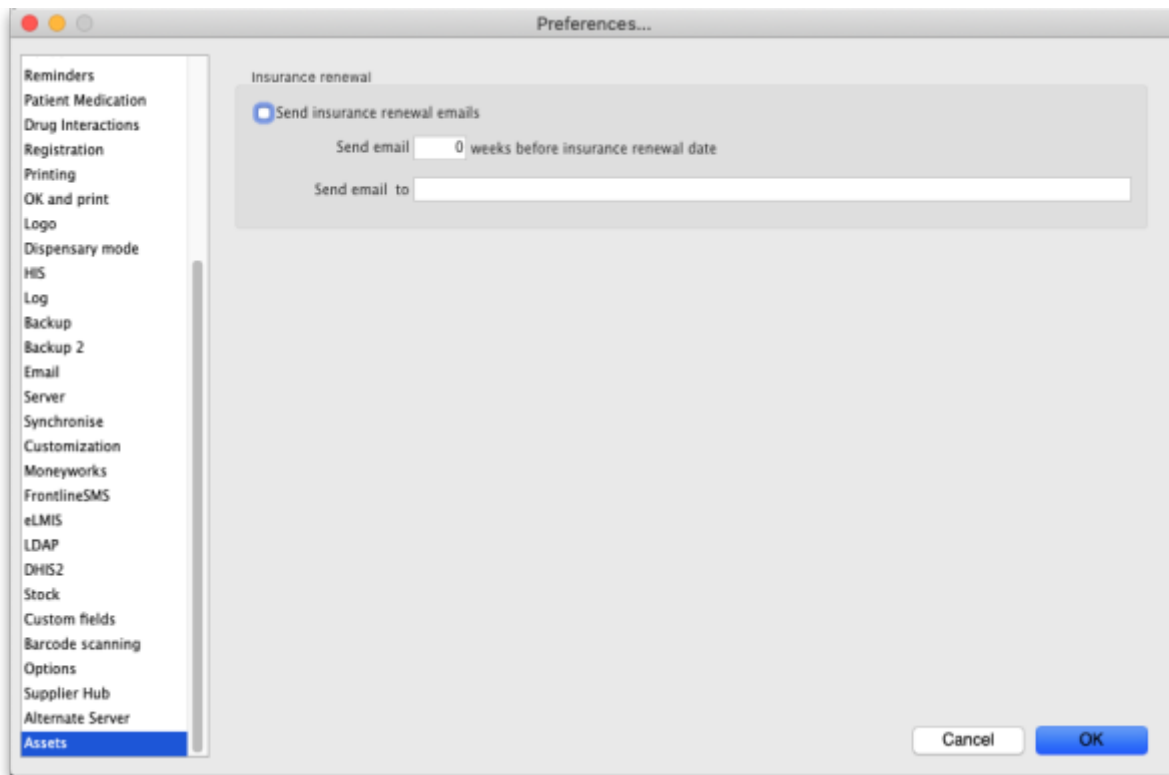 Preferences...
Reminders
Patient Medication
Drug Interactions
Registration
Printing
OK and print
Logo
Dispensary mode
HIS
Log
Backup
Backup 2
Email
Server
Synchronise
Customization
Moneyworks
FrontlineSMS
eLMIS
LDAP
DHIS2
Stock
Custom fields
Barcode scanning
Options
Supplier Hub
Alternate Server
Assets
Insurance renewal
Send insurance renewal emails
Send email 0 weeks before insurance renewal date
Send email to
Cancel OK